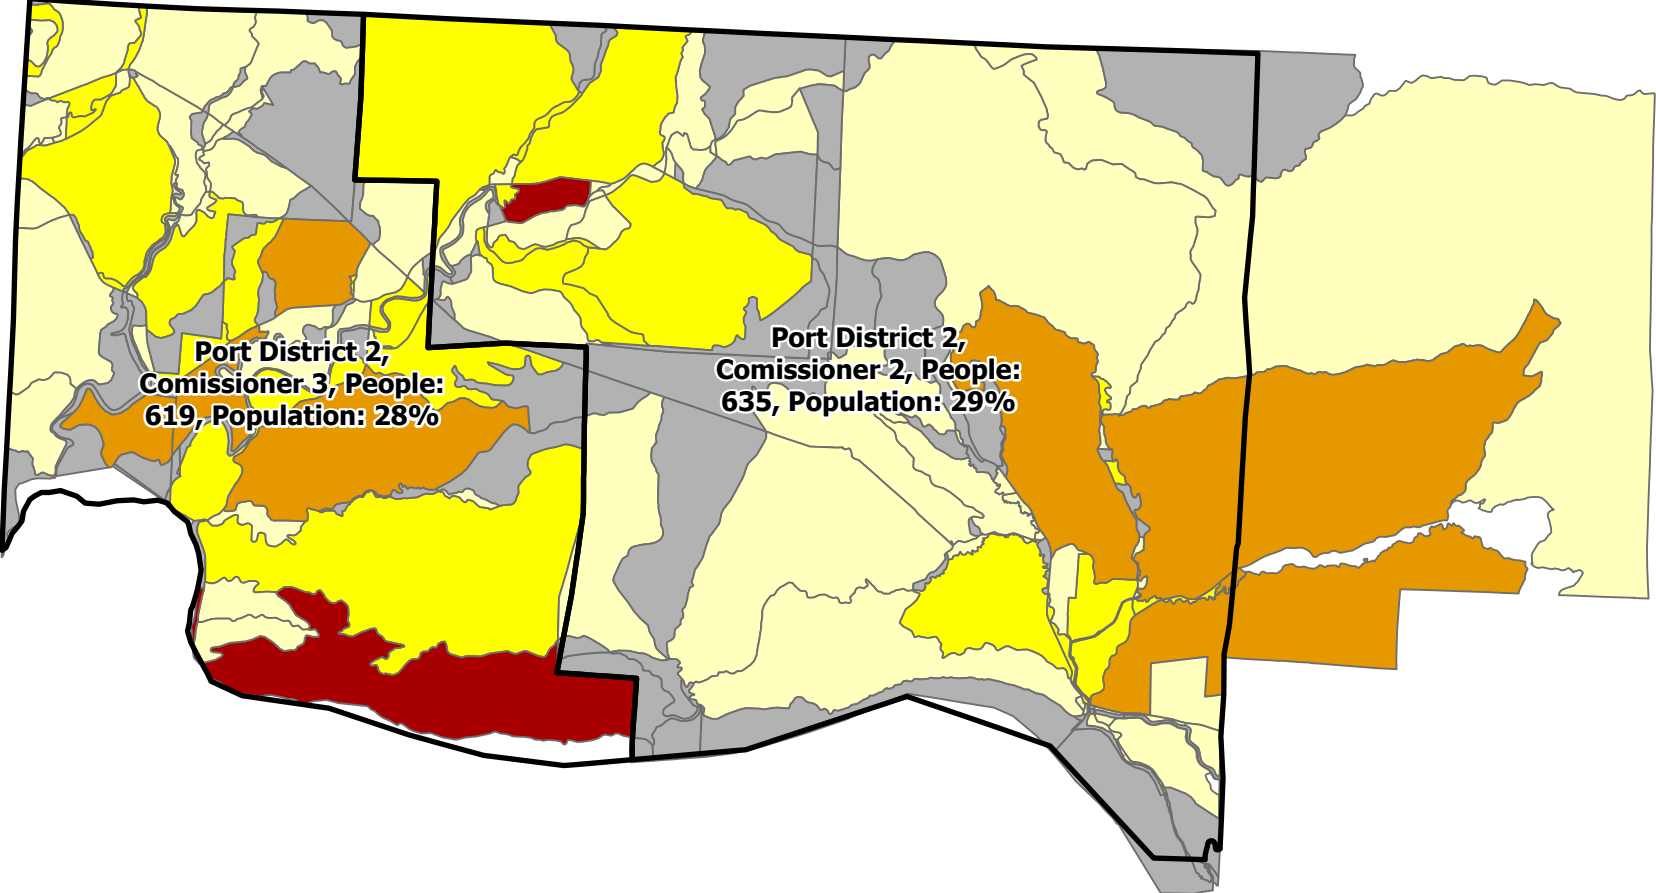 Port District 2,
Comissioner 3, People:
619, Population: 28%
Port District 2,
Comissioner 2, People:
635, Population: 29%